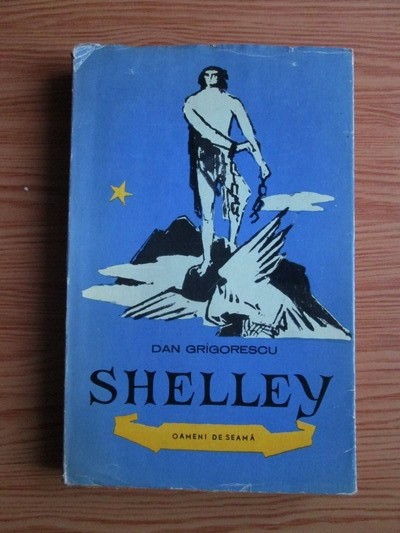 DAN GRIGORESCU
SHELLEY
OAMENI DE SEAMĂ